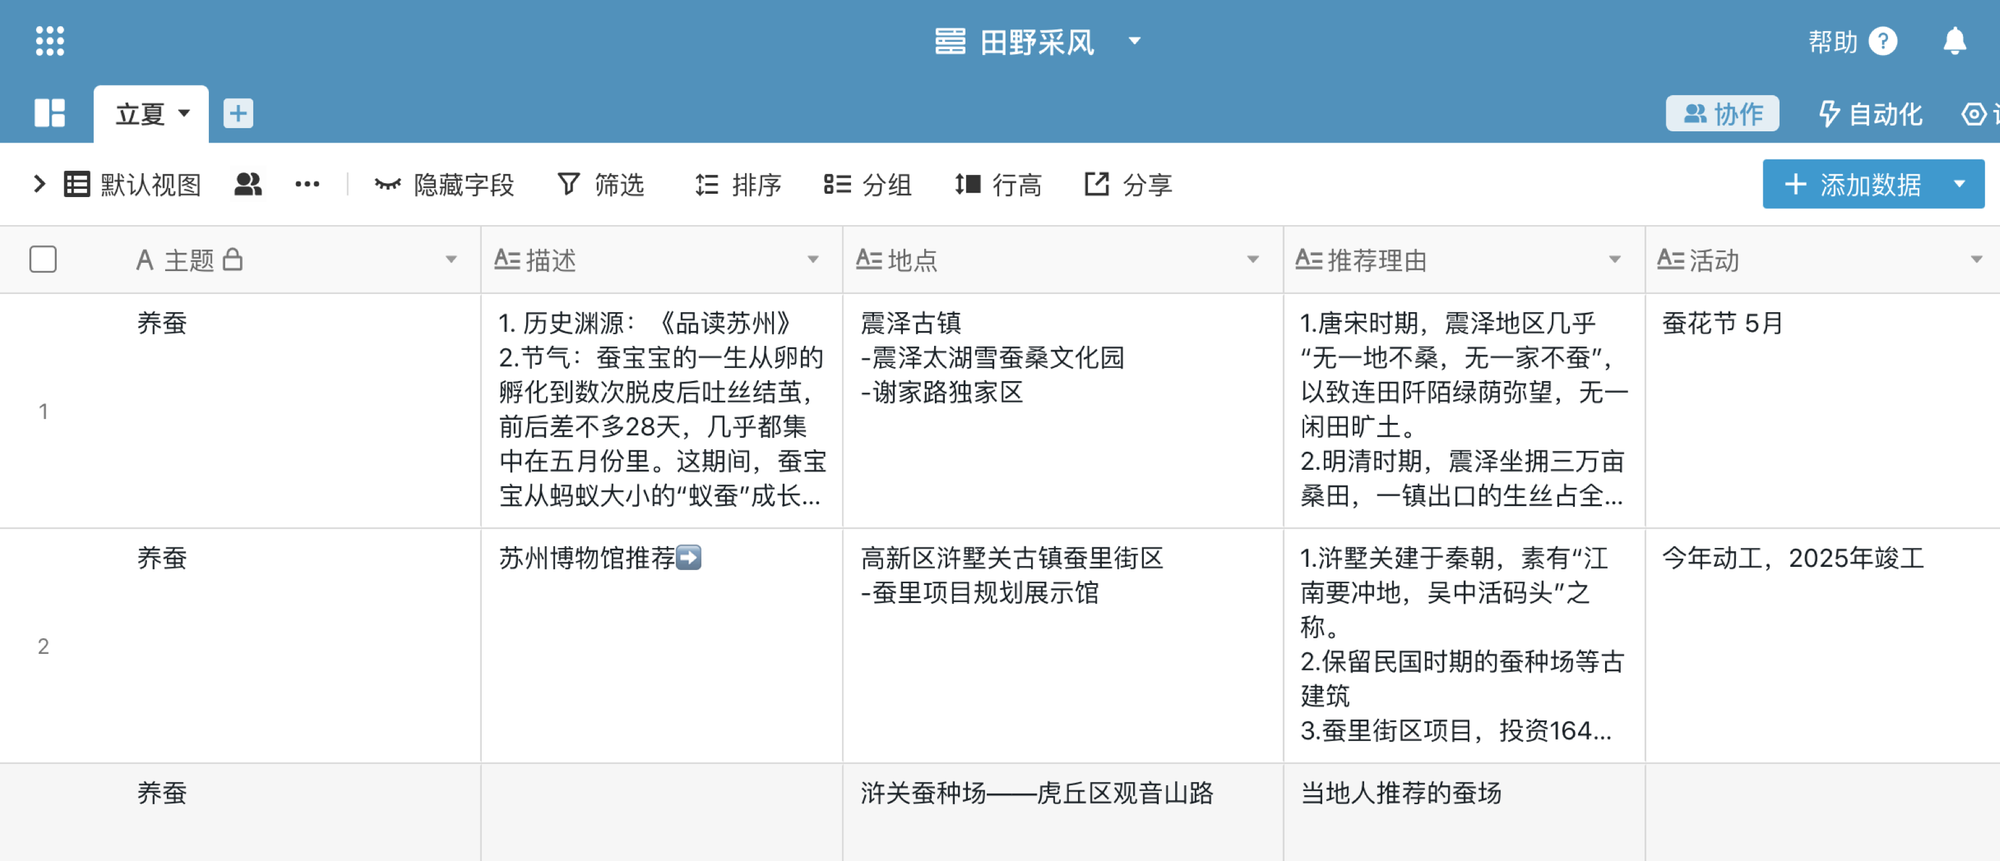 田野采风
帮助
立夏
协作
自动化
默认视图
隐藏字段
筛选
排序
分组
行高
分享
添加数据
主题
描述
地点
推荐理由
活动
1
养蚕
1. 历史渊源：《品读苏州》
2.节气：蚕宝宝的一生从卵的
孵化到数次脱皮后吐丝结茧，
前后差不多28天，几乎都集
中在五月份里。这期间，蚕宝
宝从蚂蚁大小的“蚁蚕”成长...
震泽古镇
-震泽太湖雪蚕桑文化园
-谢家路独家区
1.唐宋时期，震泽地区几乎
“无一地不桑，无一家不蚕”，
以致连田阡陌绿荫弥望，无一
闲田旷土。
2.明清时期，震泽坐拥三万亩
桑田，一镇出口的生丝占全...
蚕花节 5月
2
养蚕
苏州博物馆推荐➡️
高新区浒墅关古镇蚕里街区
-蚕里项目规划展示馆
1.浒墅关建于秦朝，素有“江
南要冲地，吴中活码头”之
称。
2.保留民国时期的蚕种场等古
建筑
3.蚕里街区项目，投资164...
今年动工，2025年竣工
养蚕
浒关蚕种场——虎丘区观音山路
当地人推荐的蚕场